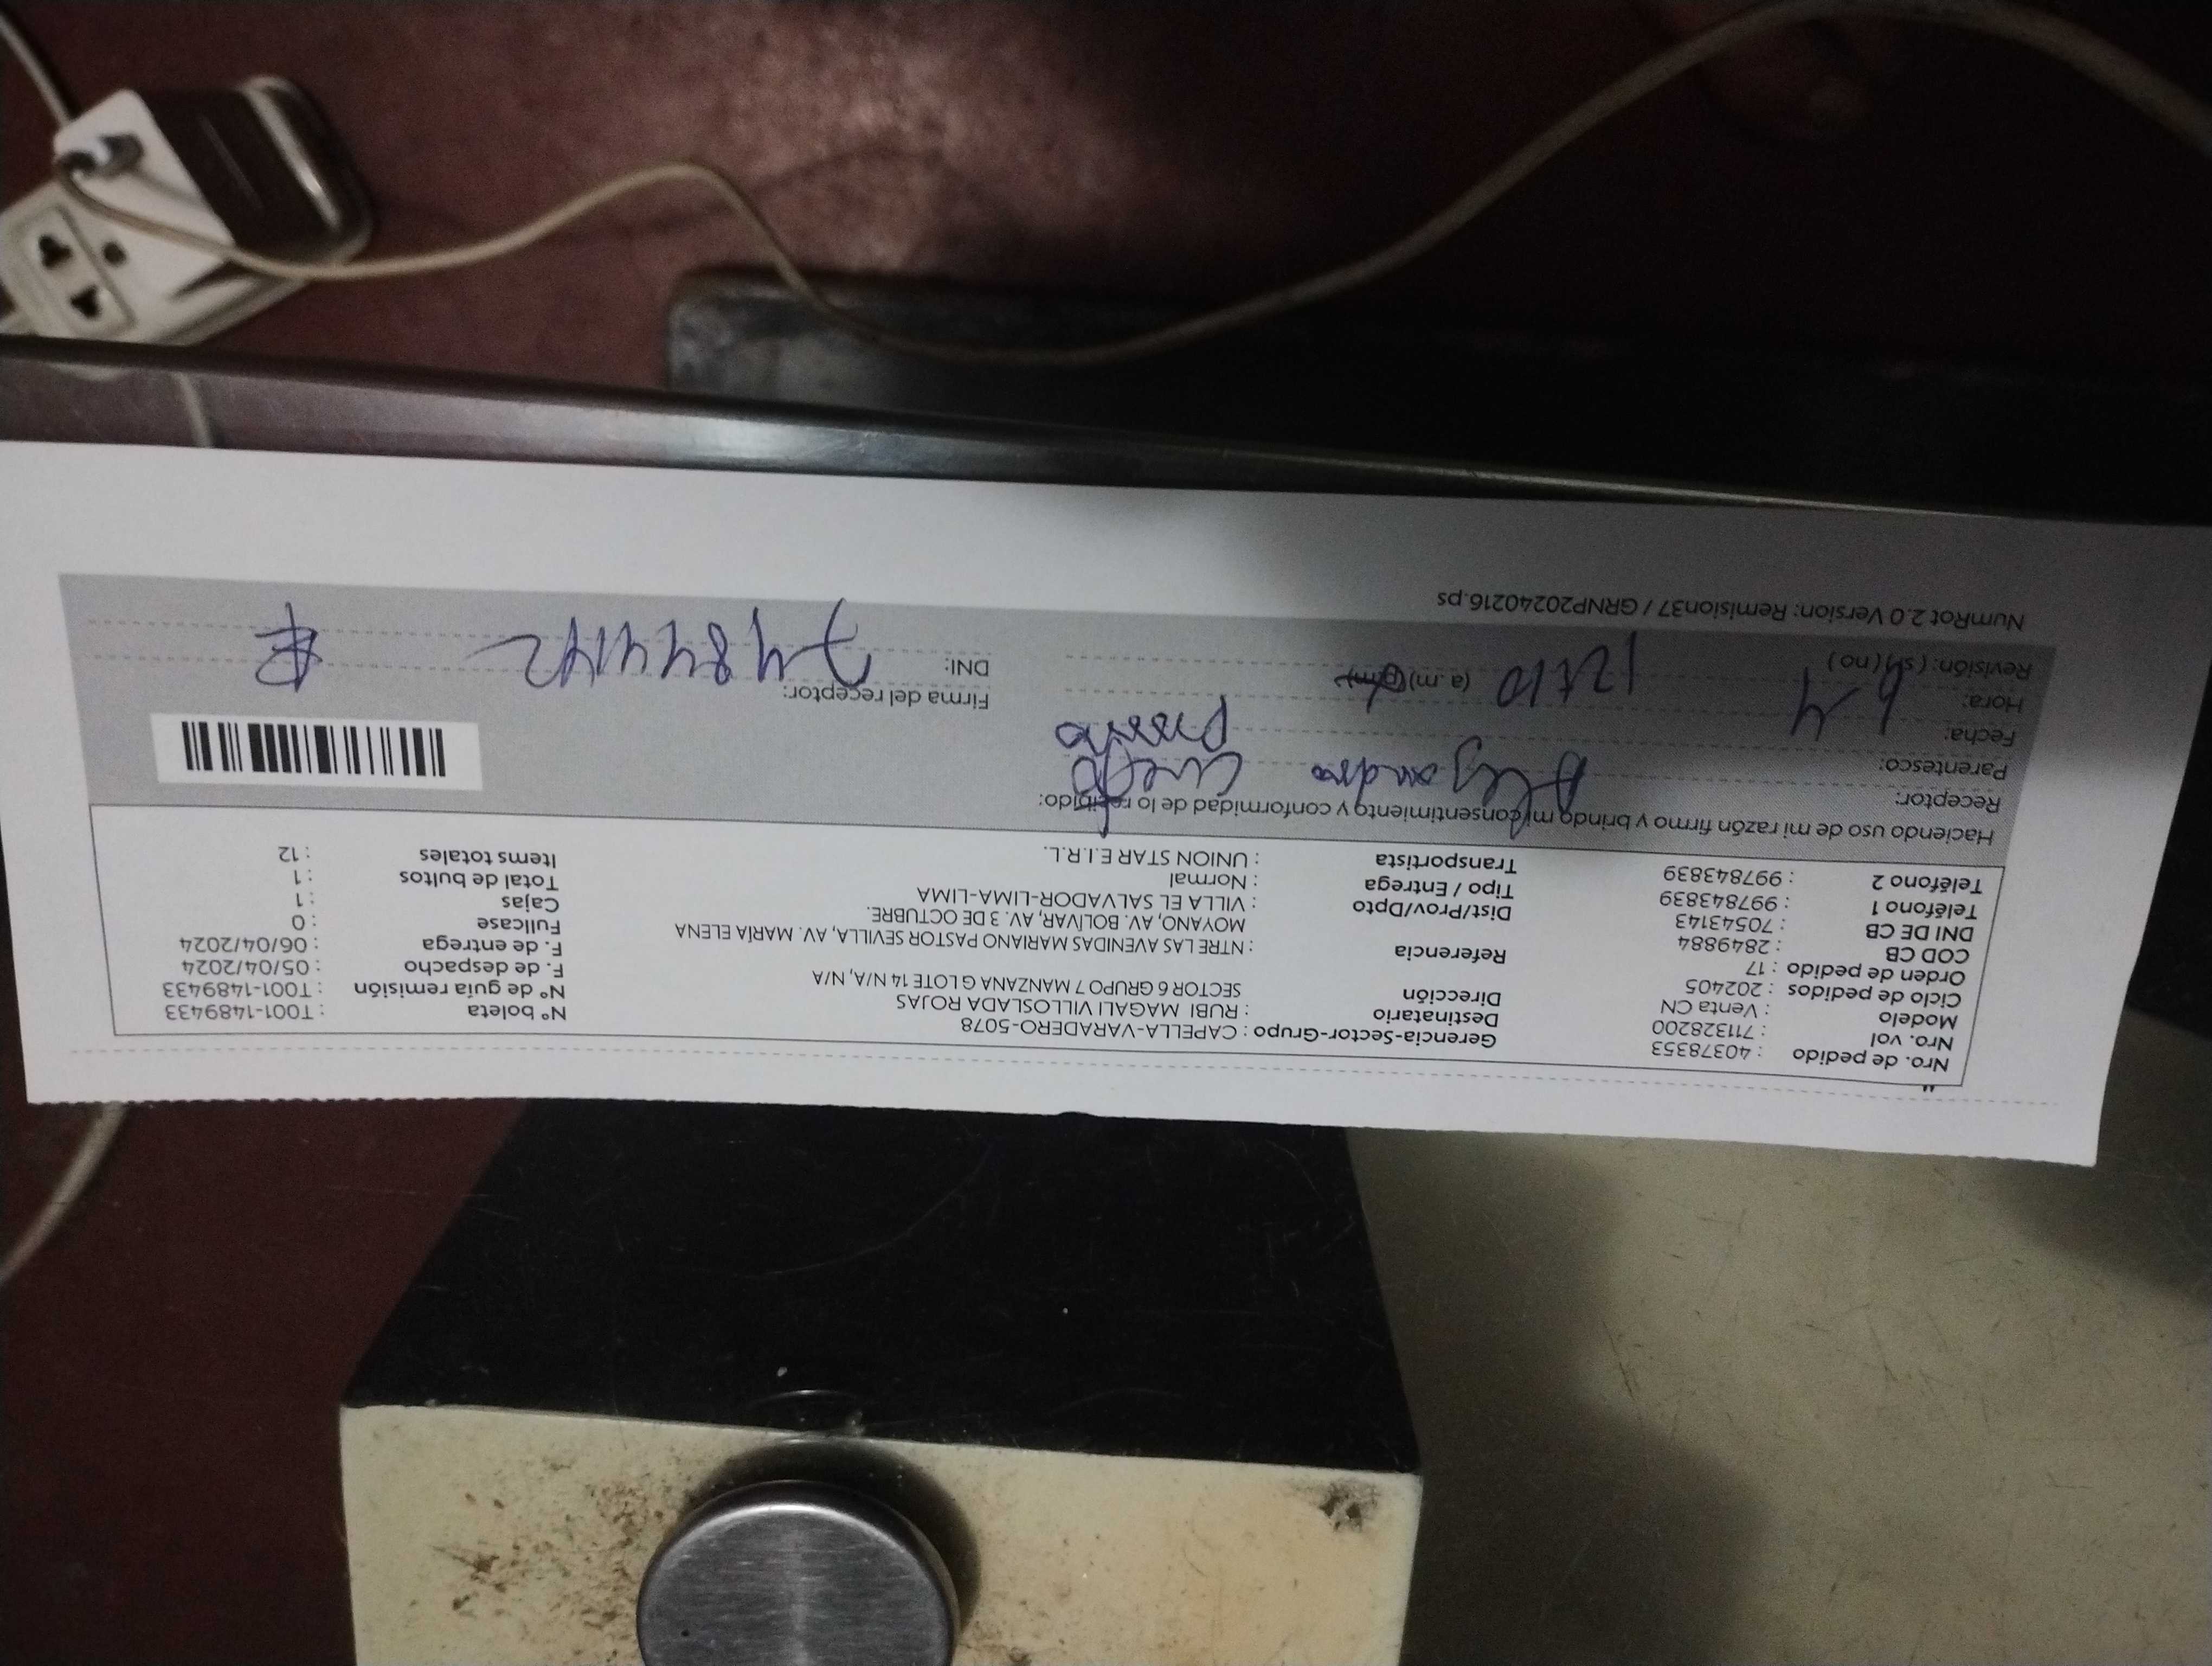 Nro. de pedido : 40378353
Nro. vol : 711328200
Modelo : Venta CN
Ciclo de pedidos : 202405
Orden de pedido : 17
COD CB : 2849884
DNI DE CB : 70543143
Teléfono 1 : 997843839
Teléfono 2 : 997843839
Gerencia-Sector-Grupo : CAPELLA-VARADERO-5078
Destinatario : RUBI MAGALI VILLOSLADA ROJAS
Dirección SECTOR 6 GRUPO 7 MANZANA G LOTE 14 N/A, N/A
Referencia : NTRE LAS AVENIDAS MARIANO PASTOR SEVILLA, AV. MARÍA ELENA
MOYANO, AV. BOLÍVAR, AV. 3 DE OCTUBRE.
Dist/Prov/Dpto : VILLA EL SALVADOR-LIMA-LIMA
Tipo / Entrega : Normal
Transportista : UNION STAR E.I.R.L.
N° boleta : T001-1489433
N° de guía remisión : T001-1489433
F. de despacho : 05/04/2024
F. de entrega : 06/04/2024
Fullcase : 0
Cajas : 1
Total de bultos : 1
Items totales : 12
Haciendo uso de mi razón firmo y brindo mi consentimiento y conformidad de lo recibido:
Receptor: Alejandro
Parentesco:
Fecha: 6 4
Hora: (a.m) (p.m)
Revisión: (sí) (no)
Firma del receptor:
DNI:
NumRot 2.0 Version: Remision37 / GRNP20240216.ps